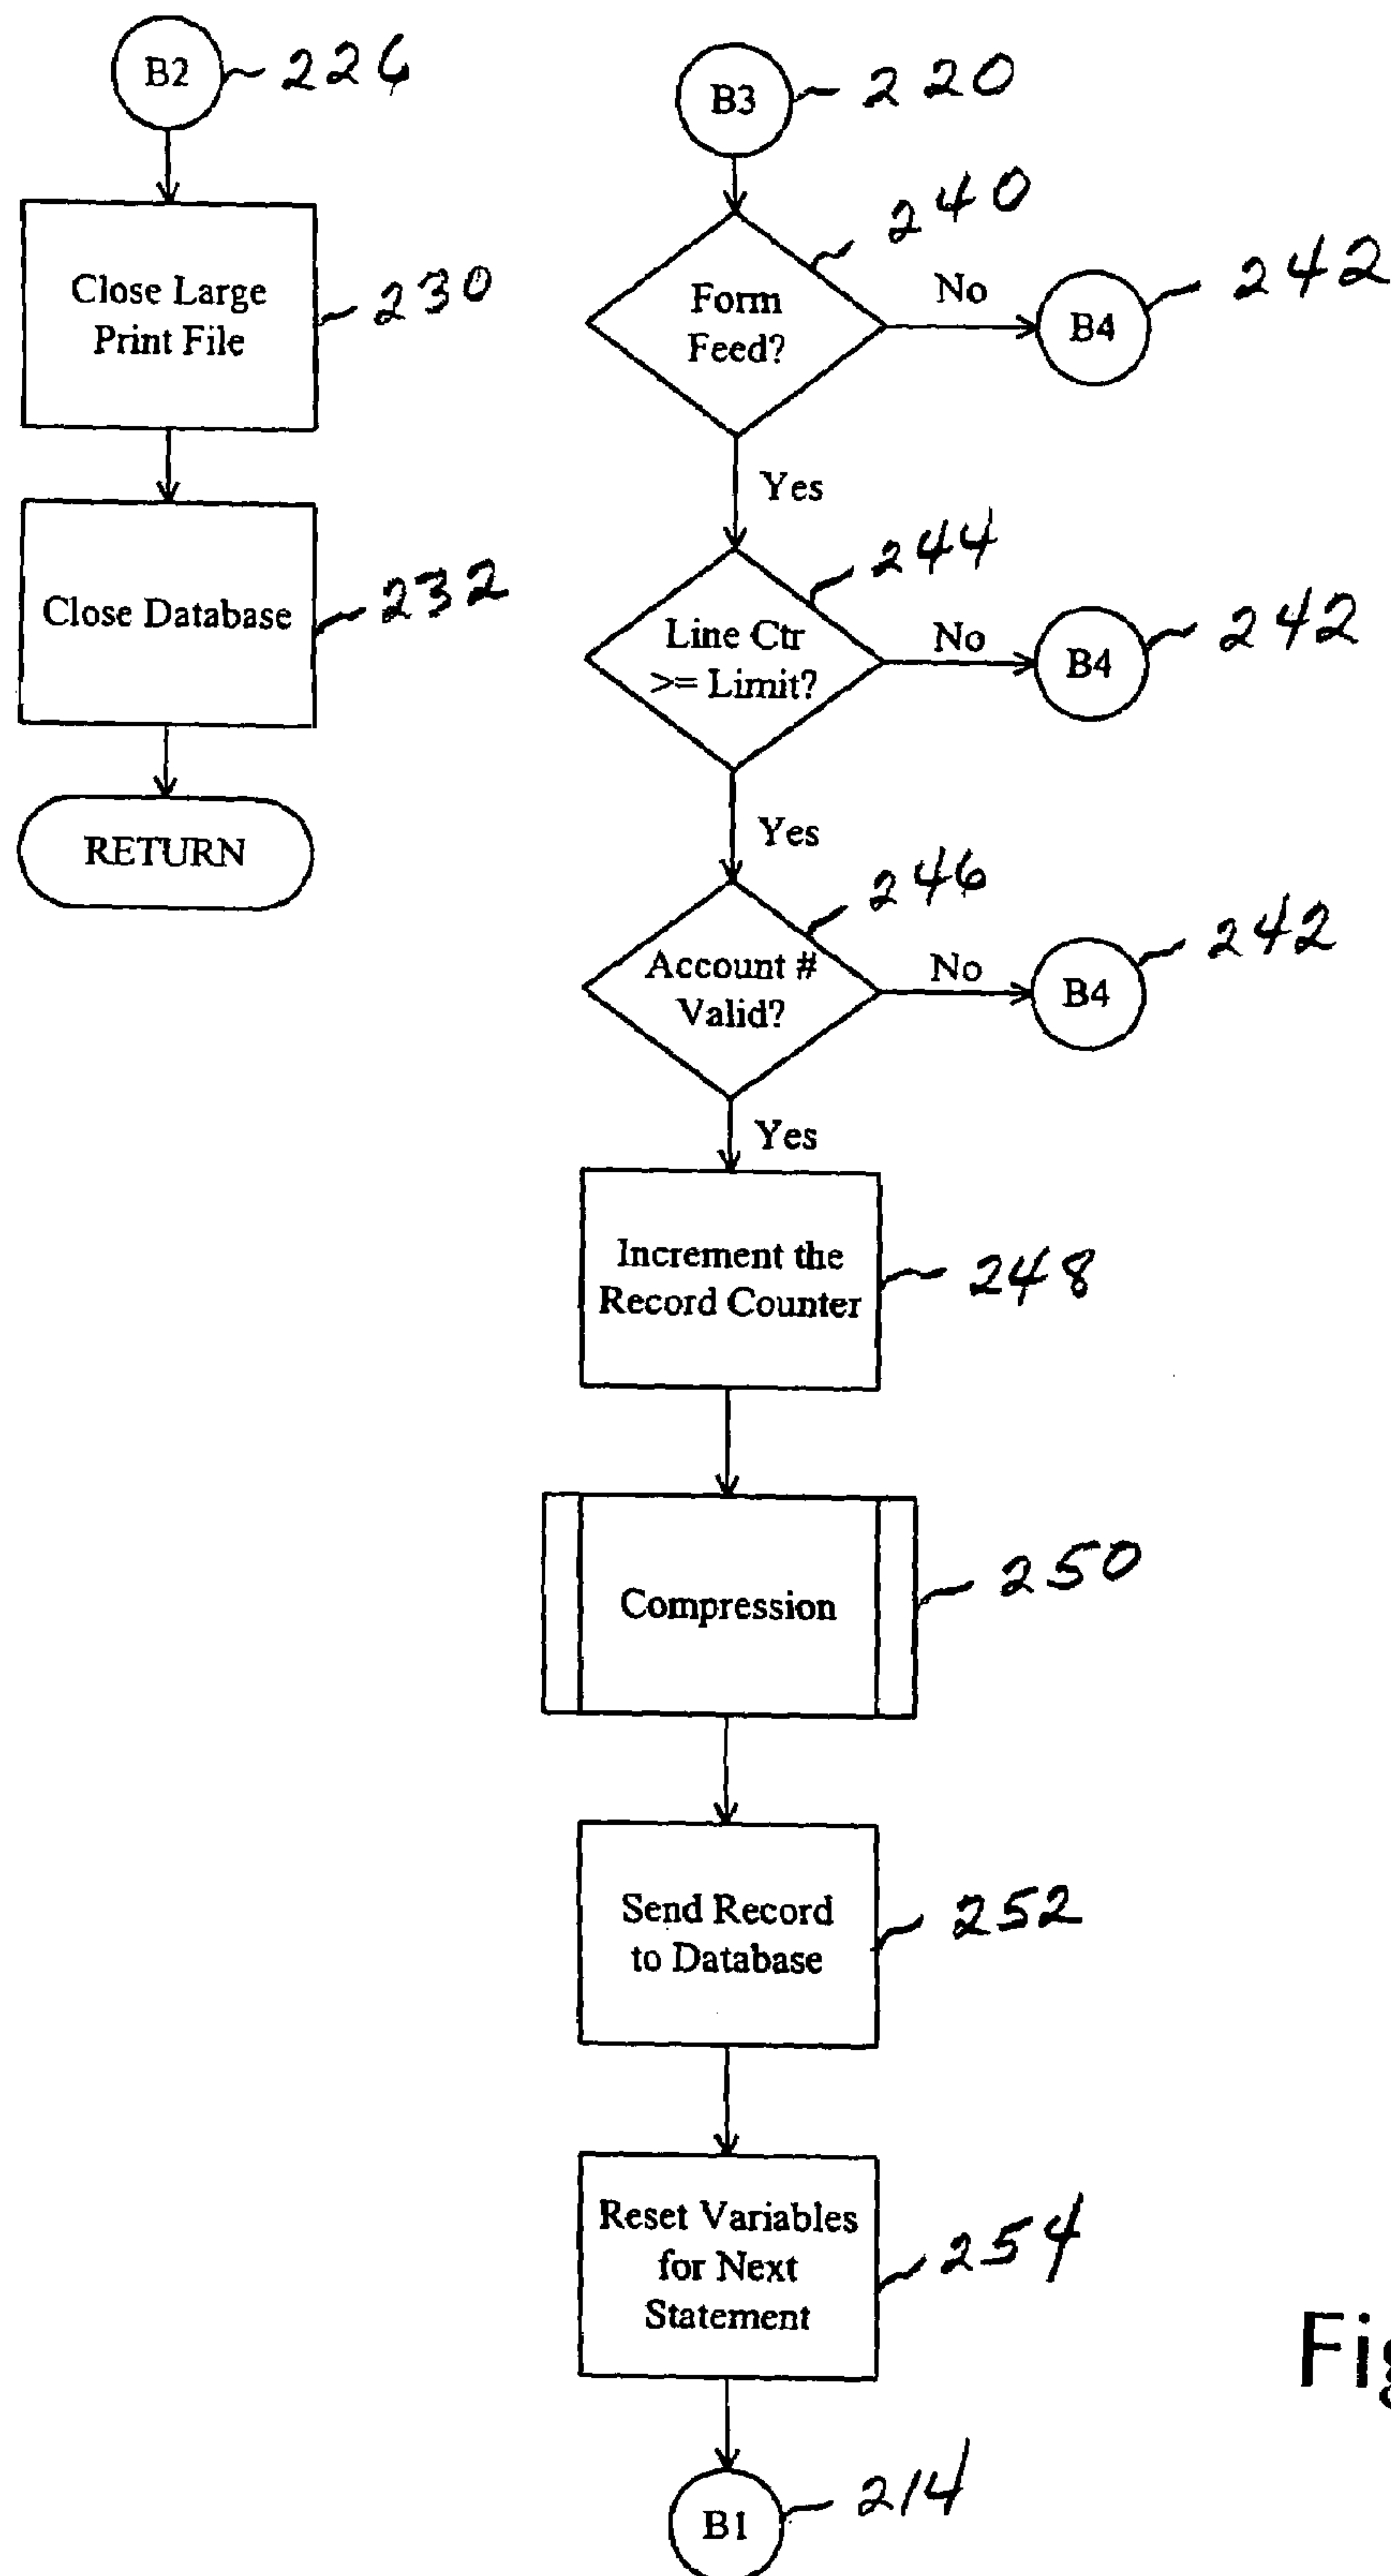 B2 226
Close Large
Print File
230
Close Database 232
RETURN
B3 220
240
Form
Feed?
No
B4 242
Yes
244
Line Ctr
>= Limit?
No
B4 242
Yes
246
Account #
Valid?
No
B4 242
Yes
Increment the
Record Counter
248
Compression 250
Send Record
to Database
252
Reset Variables
for Next
Statement
254
B1 214